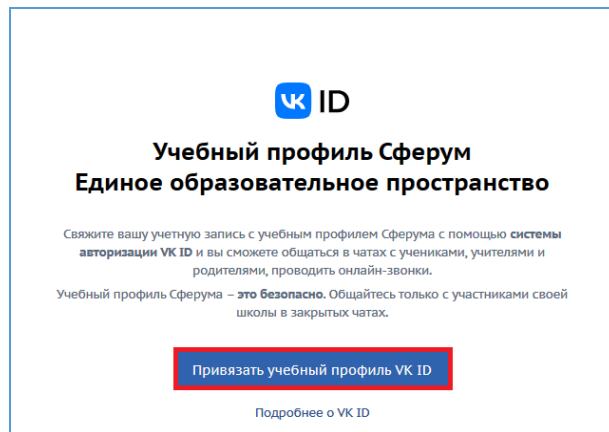 VK ID
Учебный профиль Сферум
Единое образовательное пространство
Свяжите вашу учетную запись с учебным профилем Сферума с помощью системы
авторизации VK ID и вы сможете общаться в чатах с учениками, учителями и
родителями, проводить онлайн-звонки.
Учебный профиль Сферума – это безопасно. Общайтесь только с участниками своей
школы в закрытых чатах.
Привязать учебный профиль VK ID
Подробнее о VK ID